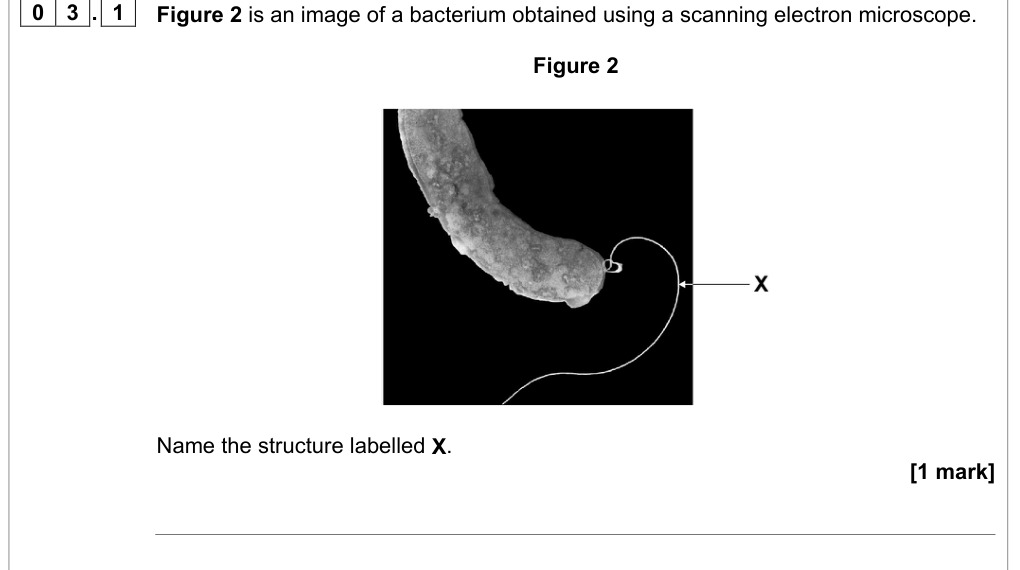 0 3 . 1 Figure 2 is an image of a bacterium obtained using a scanning electron microscope.
Figure 2
X
Name the structure labelled X.
[1 mark]